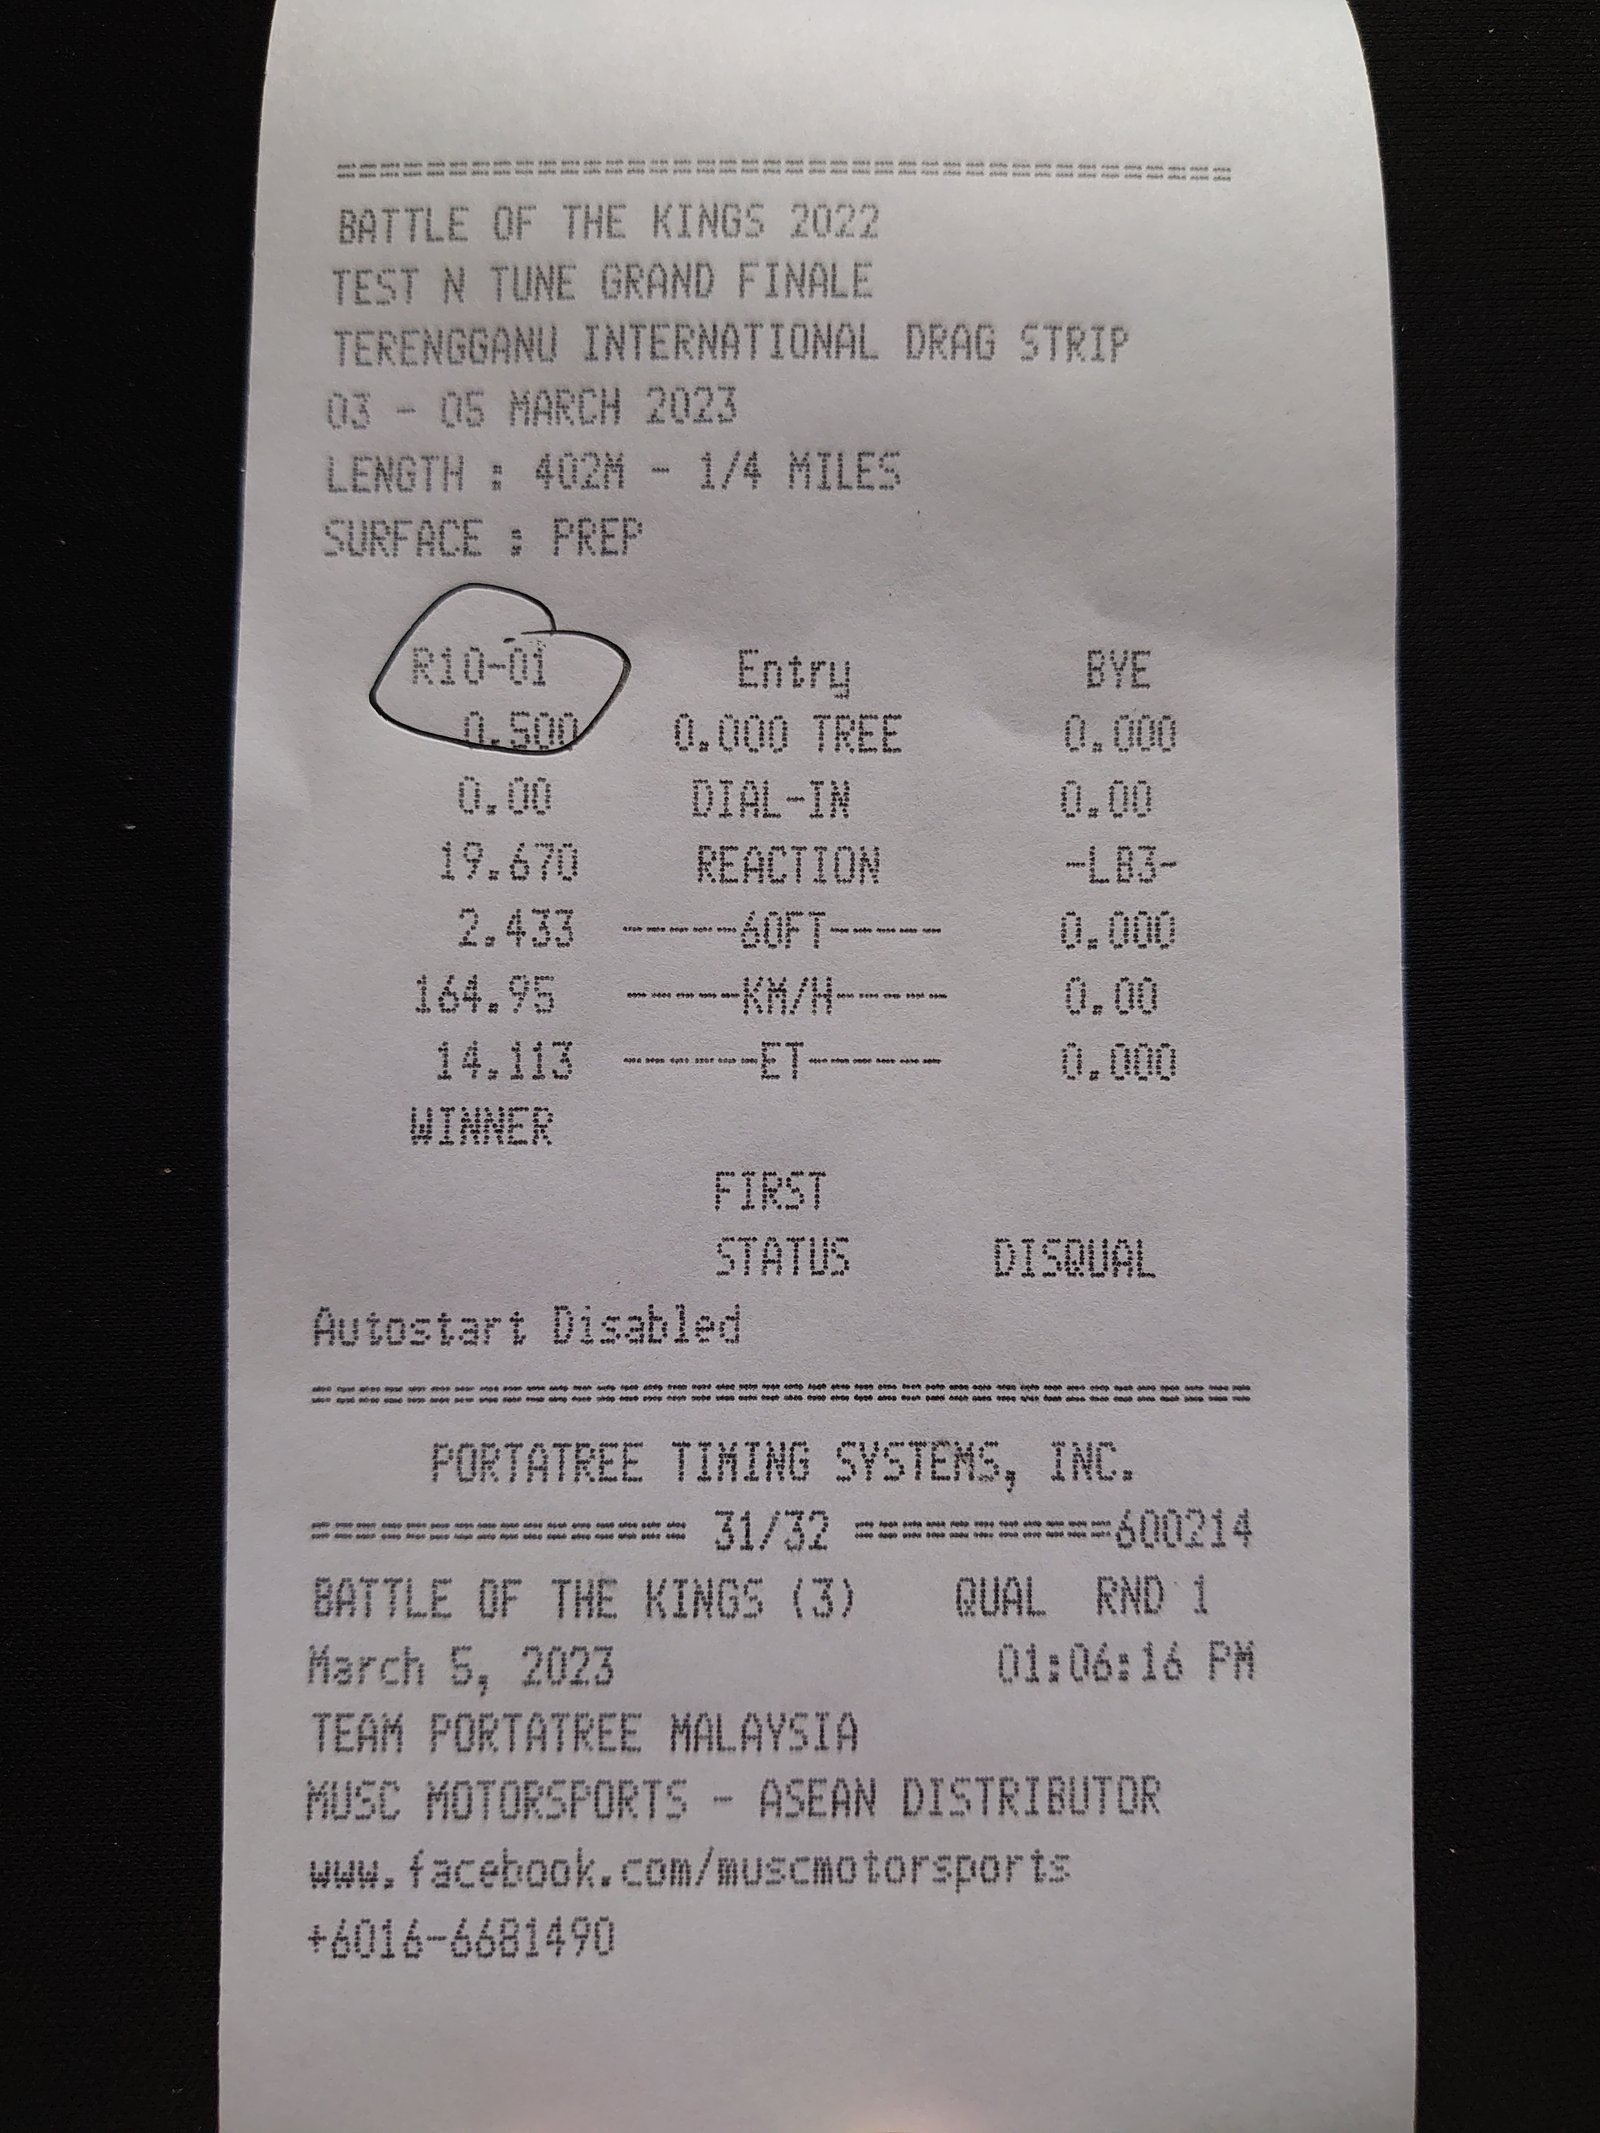 ========================================
BATTLE OF THE KINGS 2022
TEST N TUNE GRAND FINALE
TERENGGANU INTERNATIONAL DRAG STRIP
03 - 05 MARCH 2023
LENGTH : 402M - 1/4 MILES
SURFACE : PREP
R10-01 Entry BYE
0.500 0.000 TREE 0.000
0.00 DIAL-IN 0.00
19.670 REACTION -LB3-
2.433 -----60FT----- 0.000
164.95 -----KM/H----- 0.00
14.113 ------ET------ 0.000
WINNER
FIRST
STATUS DISQUAL
Autostart Disabled
========================================
PORTATREE TIMING SYSTEMS, INC.
================ 31/32 ===========600214
BATTLE OF THE KINGS (3) QUAL RND 1
March 5, 2023 01:06:16 PM
TEAM PORTATREE MALAYSIA
MUSC MOTORSPORTS - ASEAN DISTRIBUTOR
www.facebook.com/muscmotorsports
+6016-6681490